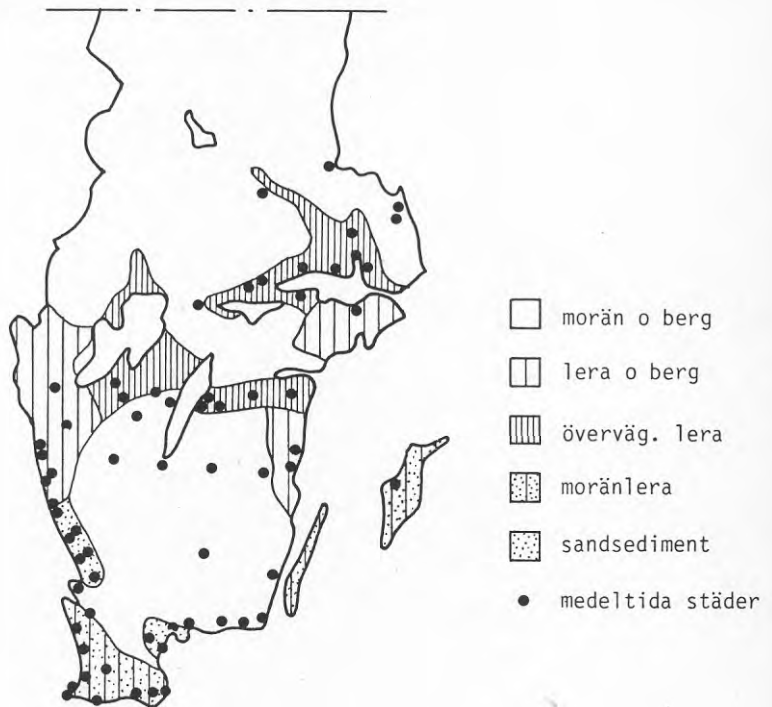 morän o berg
lera o berg
överväg. lera
moränlera
sandsediment
medeltida städer